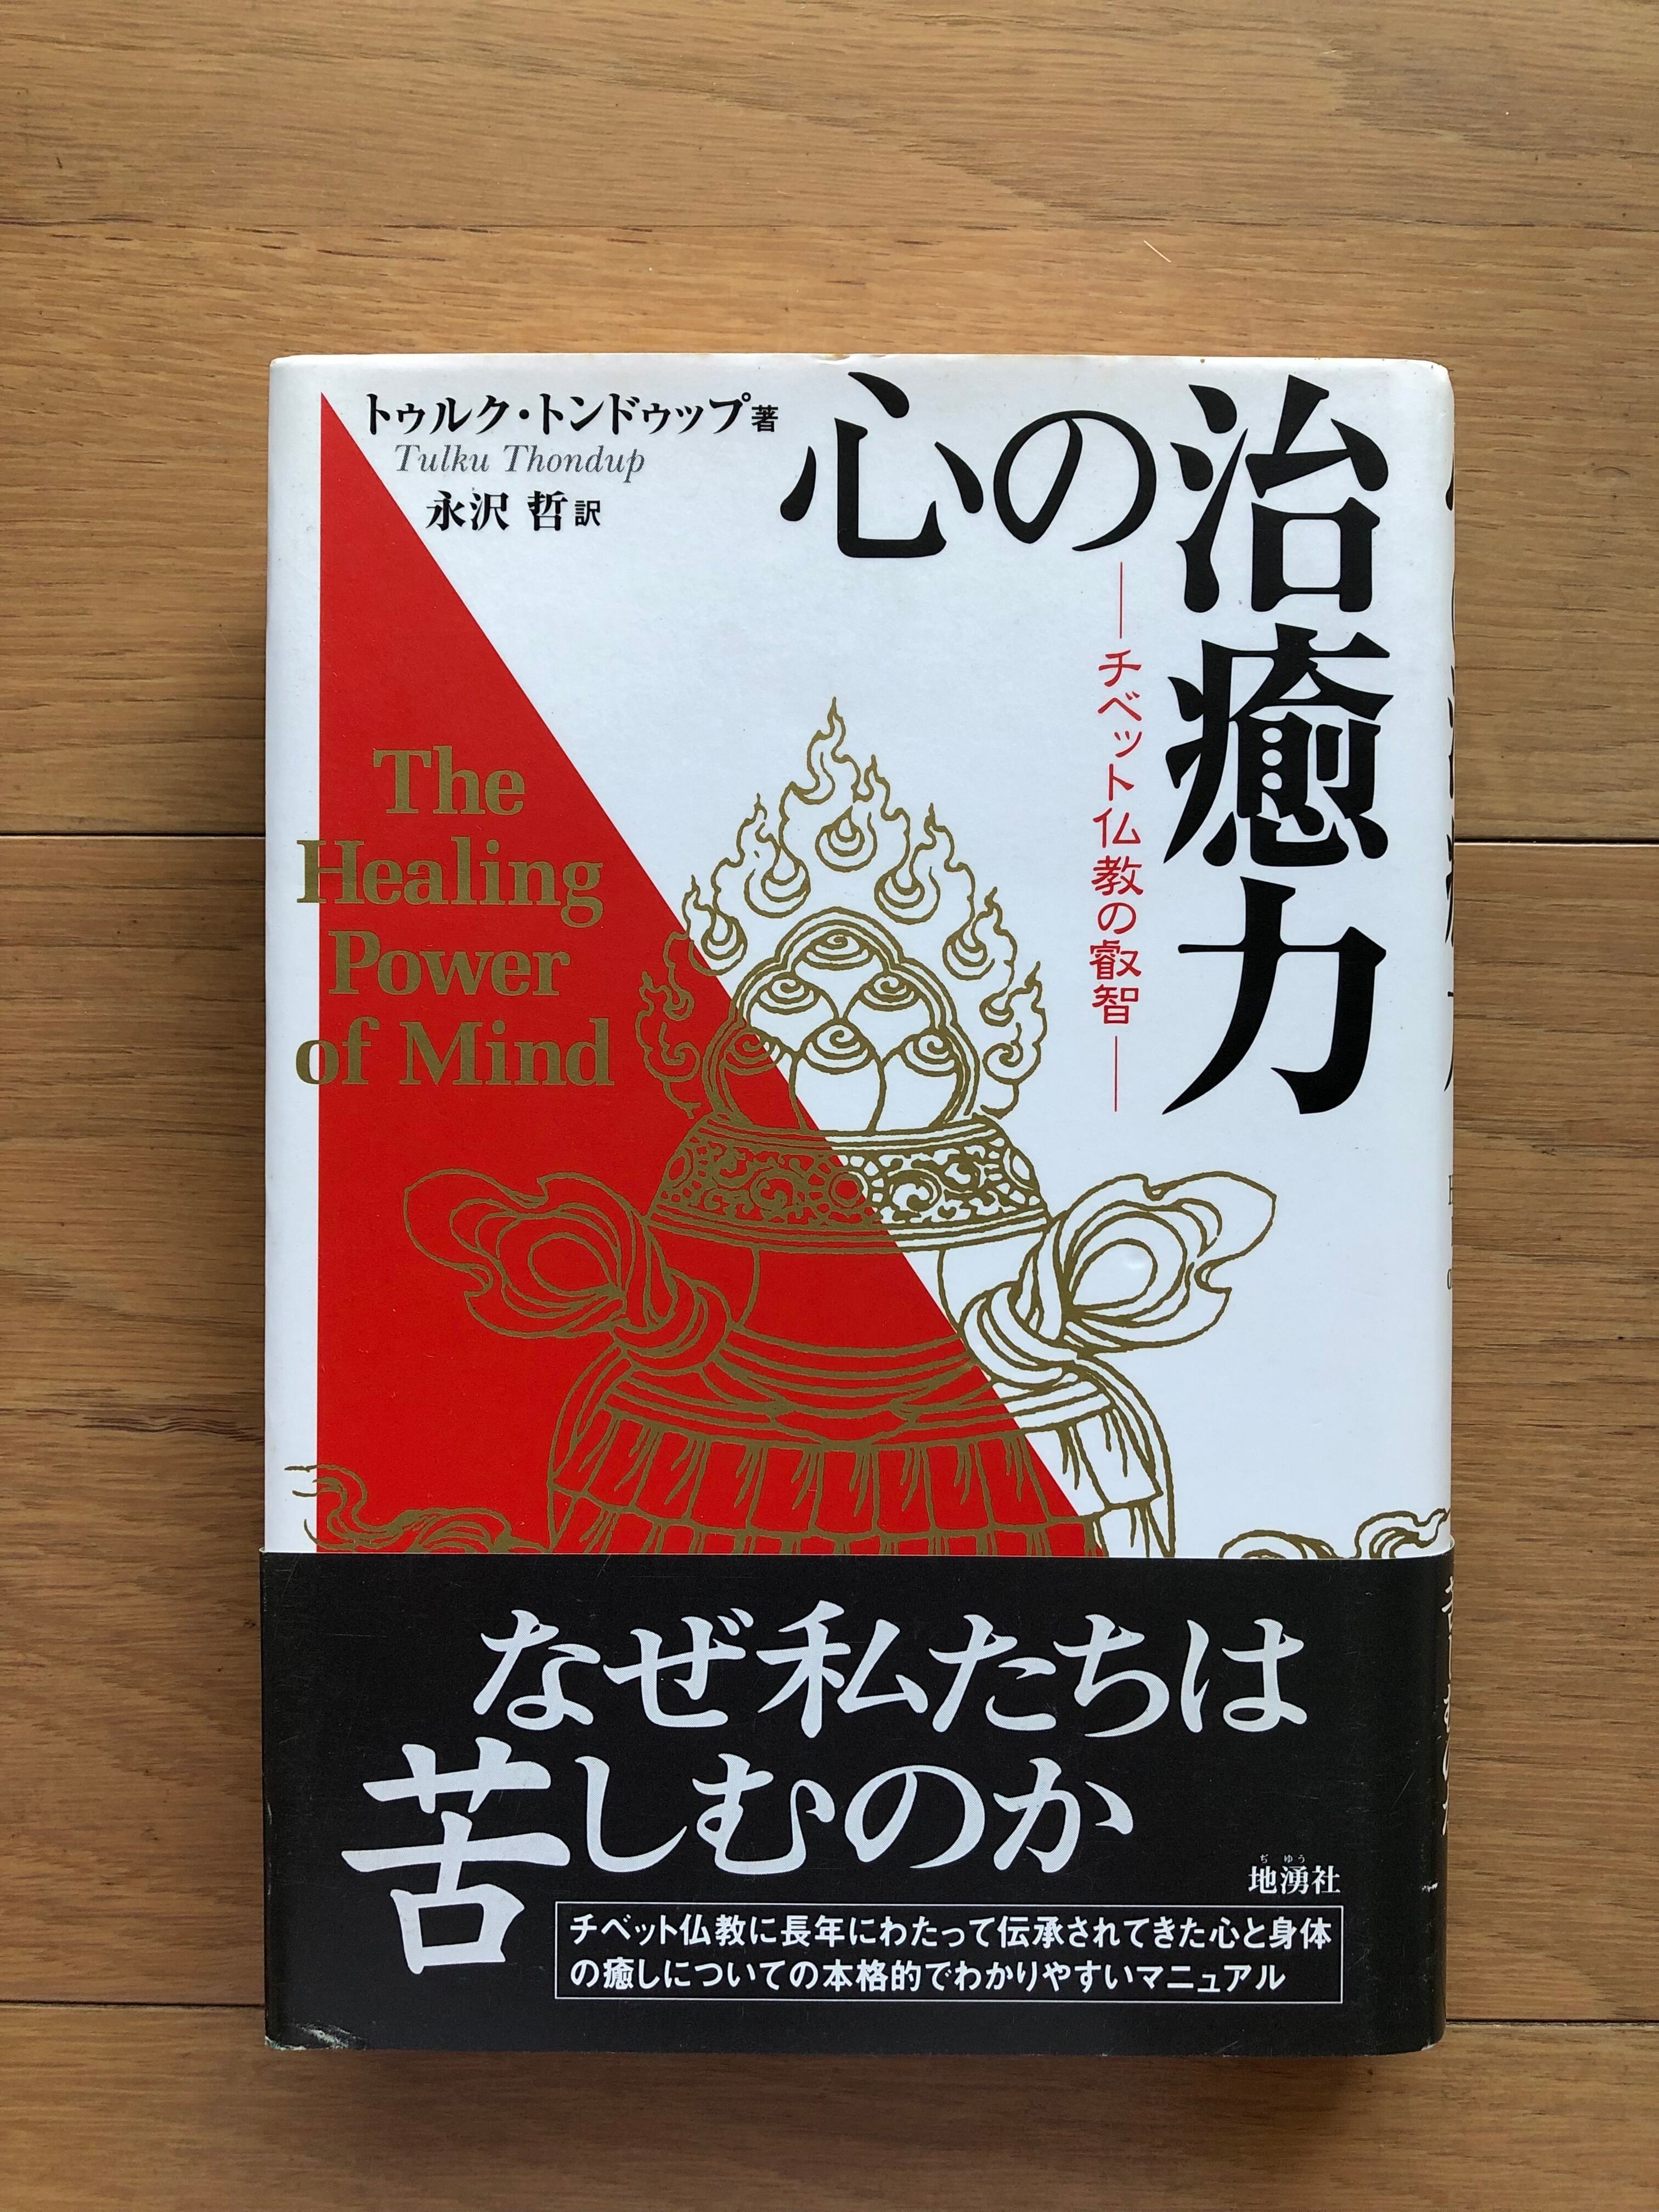 トゥルク・トンドゥップ著
Tulku Thondup
永沢 哲 訳
心の治癒力
―チベット仏教の叡智―
The
Healing
Power
of Mind
なぜ私たちは
苦しむのか
ぢゆう
地湧社
チベット仏教に長年にわたって伝承されてきた心と身体
の癒しについての本格的でわかりやすいマニュアル